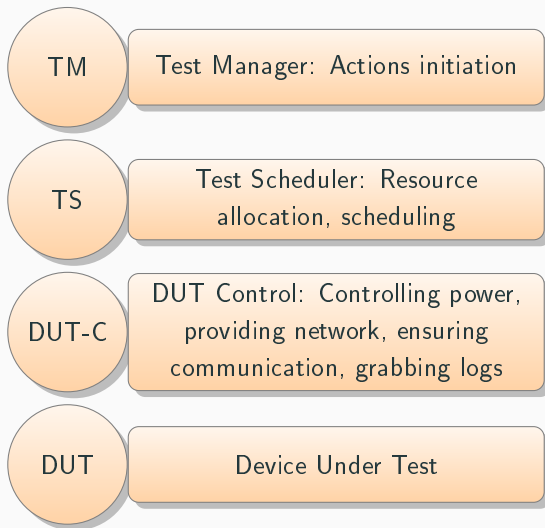 TM
Test Manager: Actions initiation
TS
Test Scheduler: Resource
allocation, scheduling
DUT-C
DUT Control: Controlling power,
providing network, ensuring
communication, grabbing logs
DUT
Device Under Test